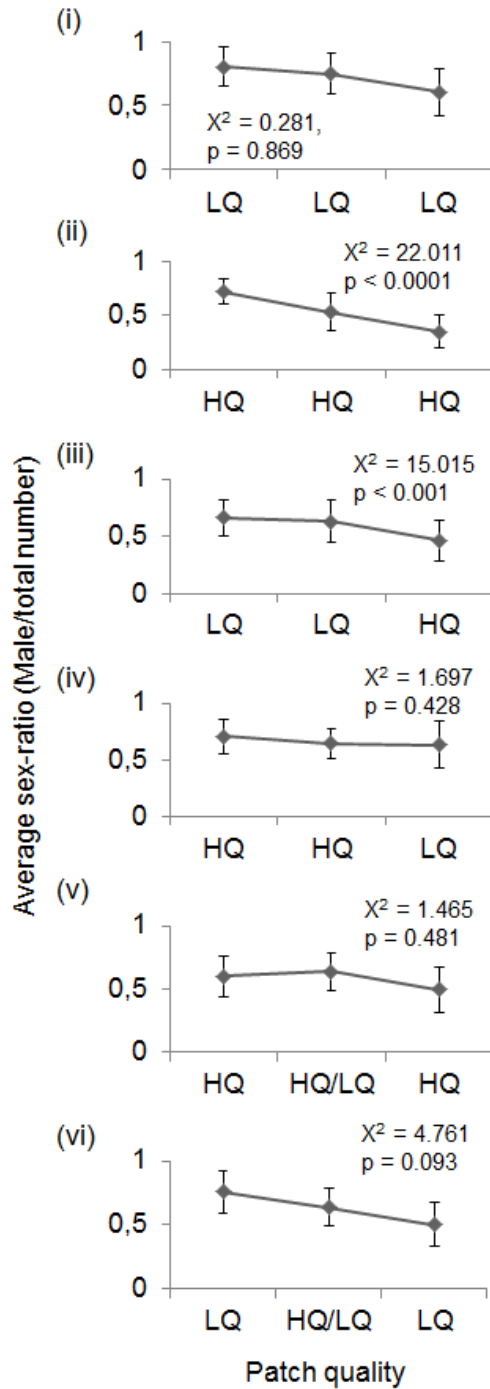 (i)
1
0,5
0
X² = 0.281,
p = 0.869
LQ LQ LQ
(ii)
1
0,5
0
X² = 22.011
p < 0.0001
HQ HQ HQ
(iii)
1
0,5
0
X² = 15.015
p < 0.001
LQ LQ HQ
(iv)
1
0,5
0
X² = 1.697
p = 0.428
HQ HQ LQ
(v)
1
0,5
0
X² = 1.465
p = 0.481
HQ HQ/LQ HQ
(vi)
1
0,5
0
X² = 4.761
p = 0.093
LQ HQ/LQ LQ
Average sex-ratio (Male/total number)
Patch quality